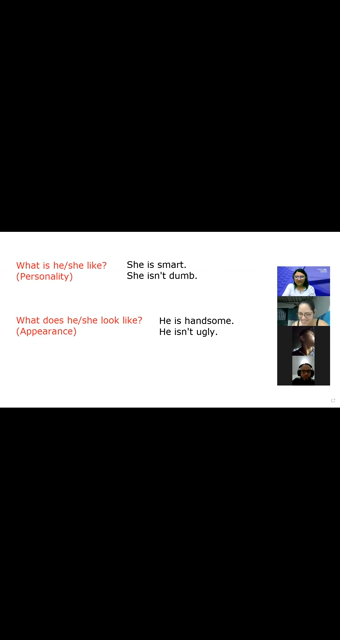 What is he/she like?
(Personality)
She is smart.
She isn't dumb.
What does he/she look like?
(Appearance)
He is handsome.
He isn't ugly.